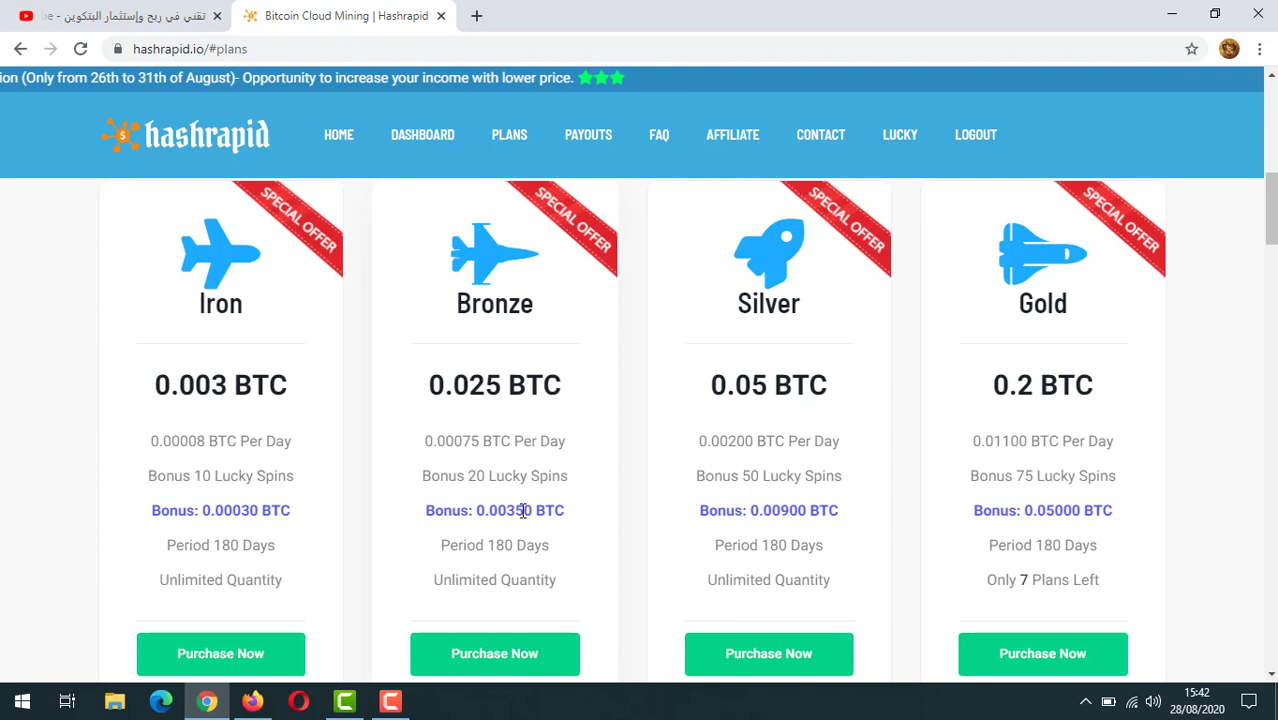 be - تقني في ربح وإستثمار البتكوين
Bitcoin Cloud Mining | Hashrapid
hashrapid.io/#plans
ion (Only from 26th to 31th of August)- Opportunity to increase your income with lower price.
hashrapid
HOME
DASHBOARD
PLANS
PAYOUTS
FAQ
AFFILIATE
CONTACT
LUCKY
LOGOUT
SPECIAL OFFER
Iron
0.003 BTC
0.00008 BTC Per Day
Bonus 10 Lucky Spins
Bonus: 0.00030 BTC
Period 180 Days
Unlimited Quantity
Purchase Now
SPECIAL OFFER
Bronze
0.025 BTC
0.00075 BTC Per Day
Bonus 20 Lucky Spins
Bonus: 0.00350 BTC
Period 180 Days
Unlimited Quantity
Purchase Now
SPECIAL OFFER
Silver
0.05 BTC
0.00200 BTC Per Day
Bonus 50 Lucky Spins
Bonus: 0.00900 BTC
Period 180 Days
Unlimited Quantity
Purchase Now
SPECIAL OFFER
Gold
0.2 BTC
0.01100 BTC Per Day
Bonus 75 Lucky Spins
Bonus: 0.05000 BTC
Period 180 Days
Only 7 Plans Left
Purchase Now
15:42
28/08/2020